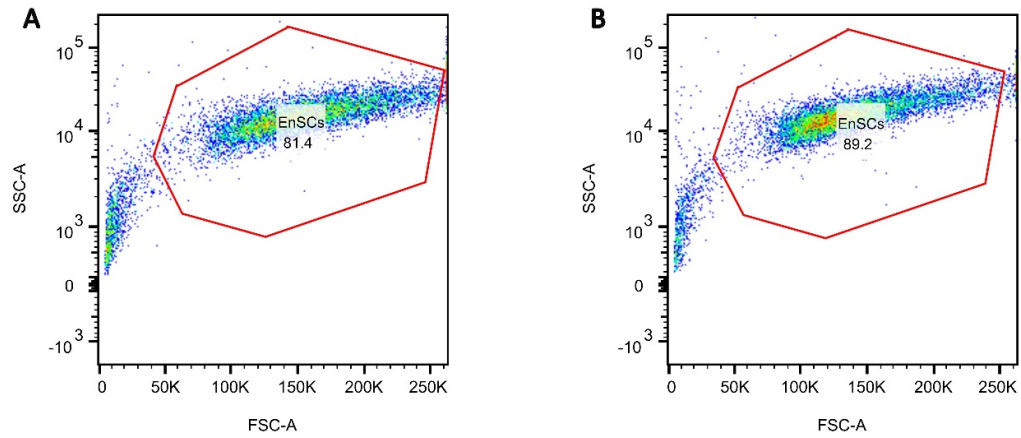 A
B
10^5
10^4
10^3
0
-10^3
SSC-A
EnSCs
81.4
0
50K
100K
150K
200K
250K
FSC-A
10^5
10^4
10^3
0
-10^3
SSC-A
EnSCs
89.2
0
50K
100K
150K
200K
250K
FSC-A